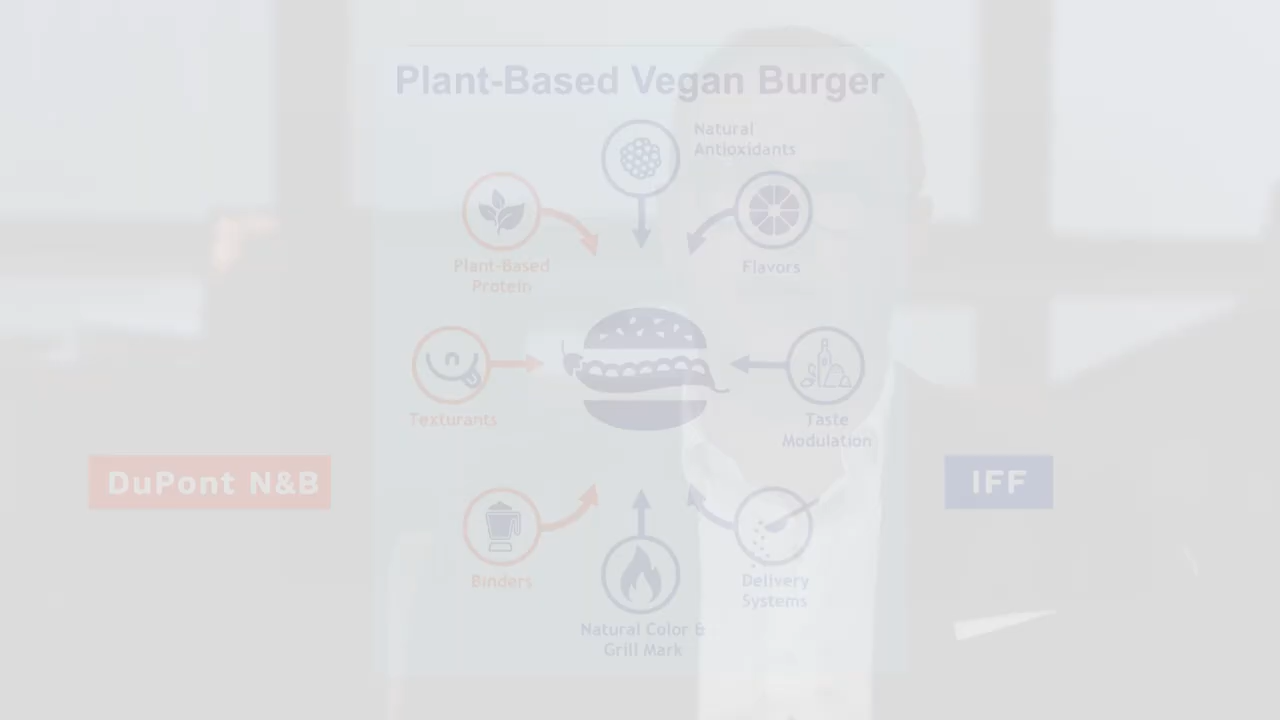 Plant-Based Vegan Burger
Natural
Antioxidants
Plant-Based
Protein
Flavors
Texturants
Taste
Modulation
DuPont N&B
IFF
Binders
Delivery
Systems
Natural Color &
Grill Mark